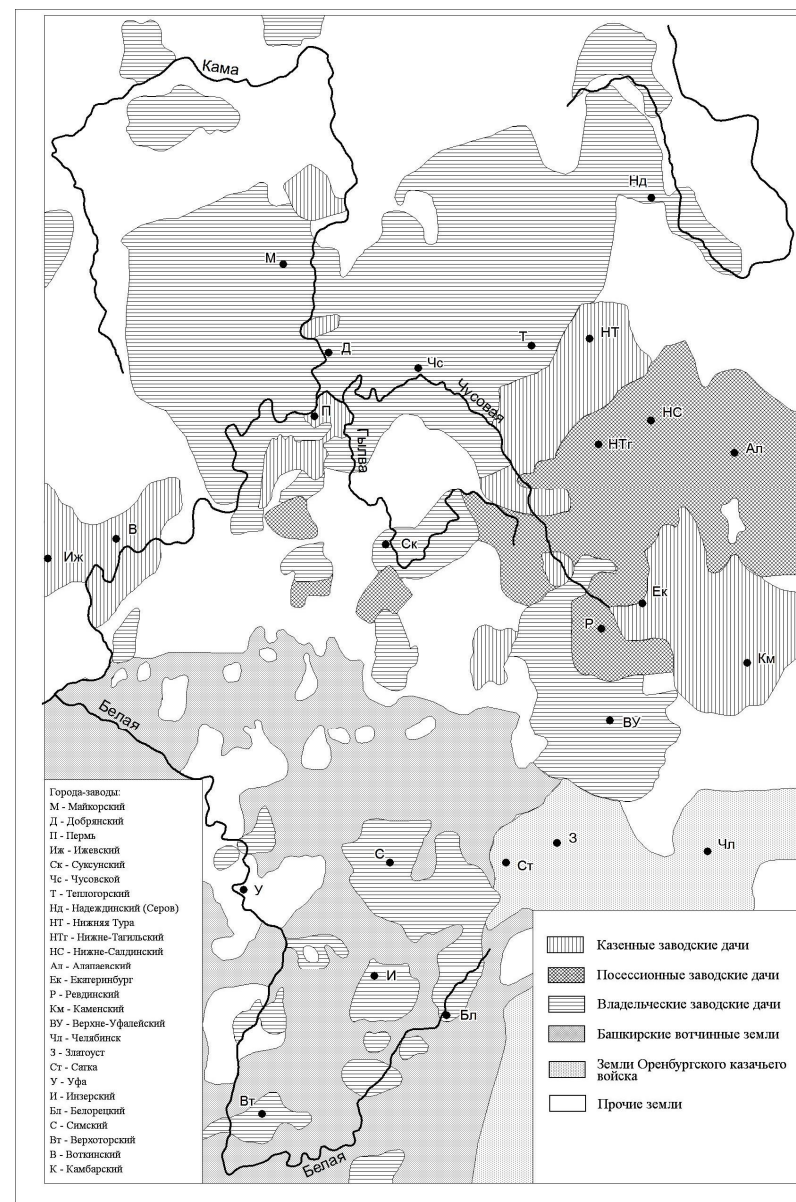 Кама
Нд
М
Т
НТ
Д
Чс
Чусовая
П
Гылва
НС
НТг
Ал
В
Иж
Ск
Ек
Р
Км
Белая
ВУ
З
Чл
С
Ст
У
И
Бл
Вт
Белая
Города-заводы:
М - Майкорский
Д - Добрянский
П - Пермь
Иж - Ижевский
Ск - Суксунский
Чс - Чусовской
Т - Теплогорский
Нд - Надеждинский (Серов)
НТ - Нижняя Тура
НТг - Нижне-Тагильский
НС - Нижне-Салдинский
Ал - Алапаевский
Ек - Екатеринбург
Р - Ревдинский
Км - Каменский
ВУ - Верхне-Уфалейский
Чл - Челябинск
З - Златоуст
Ст - Сатка
У - Уфа
И - Инзерский
Бл - Белорецкий
С - Симский
Вт - Верхоторский
В - Воткинский
К - Камбарский
Казенные заводские дачи
Посессионные заводские дачи
Владельческие заводские дачи
Башкирские вотчинные земли
Земли Оренбургского казачьего
войска
Прочие земли